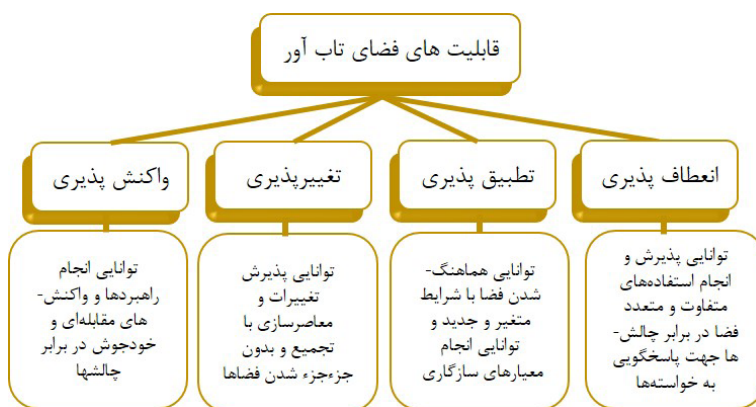 قابلیت های فضای تاب آور
انعطاف پذیری
توانایی پذیرش و
انجام استفاده‌های
متفاوت و متعدد
فضا در برابر چالش-
ها جهت پاسخگویی
به خواسته‌ها
تطبیق پذیری
توانایی هماهنگ-
شدن فضا با شرایط
متغیر و جدید و
توانایی انجام
معیارهای سازگاری
تغییرپذیری
توانایی پذیرش
تغییرات و
معاصرسازی با
تجمیع و بدون
جزءجزء شدن فضاها
واکنش پذیری
توانایی انجام
راهبردها و واکنش-
های مقابله‌ای و
خودجوش در برابر
چالشها